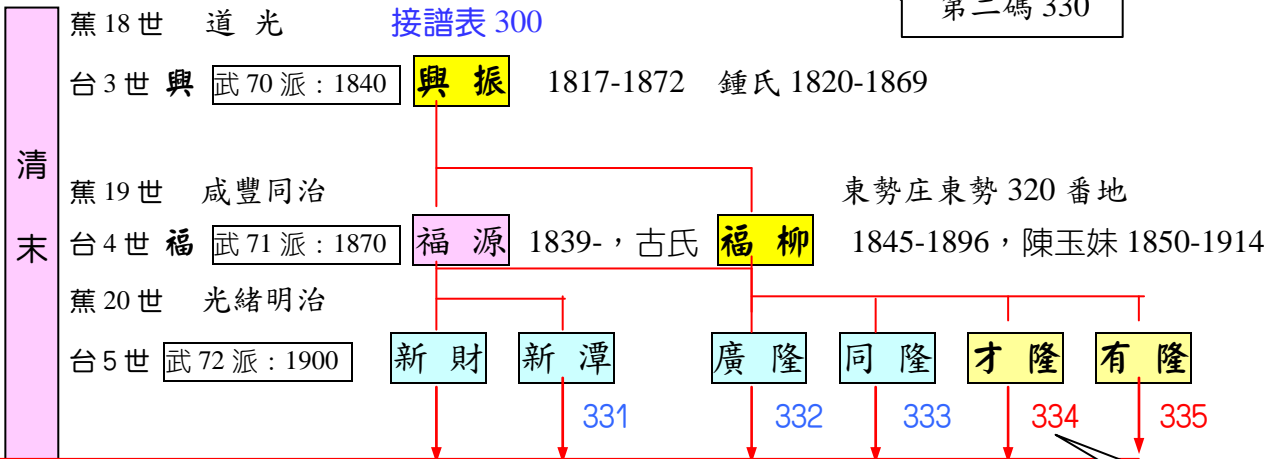 第二碼 330
蕉 18 世 道 光 接譜表 300
台 3 世 興 武 70 派：1840 興 振 1817-1872 鍾氏 1820-1869
清末
蕉 19 世 咸豐同治 東勢庄東勢 320 番地
台 4 世 福 武 71 派：1870 福 源 1839-，古氏 福 柳 1845-1896，陳玉妹 1850-1914
蕉 20 世 光緒明治
台 5 世 武 72 派：1900 新 財 新 潭 廣 隆 同 隆 才 隆 有 隆
331 332 333 334 335